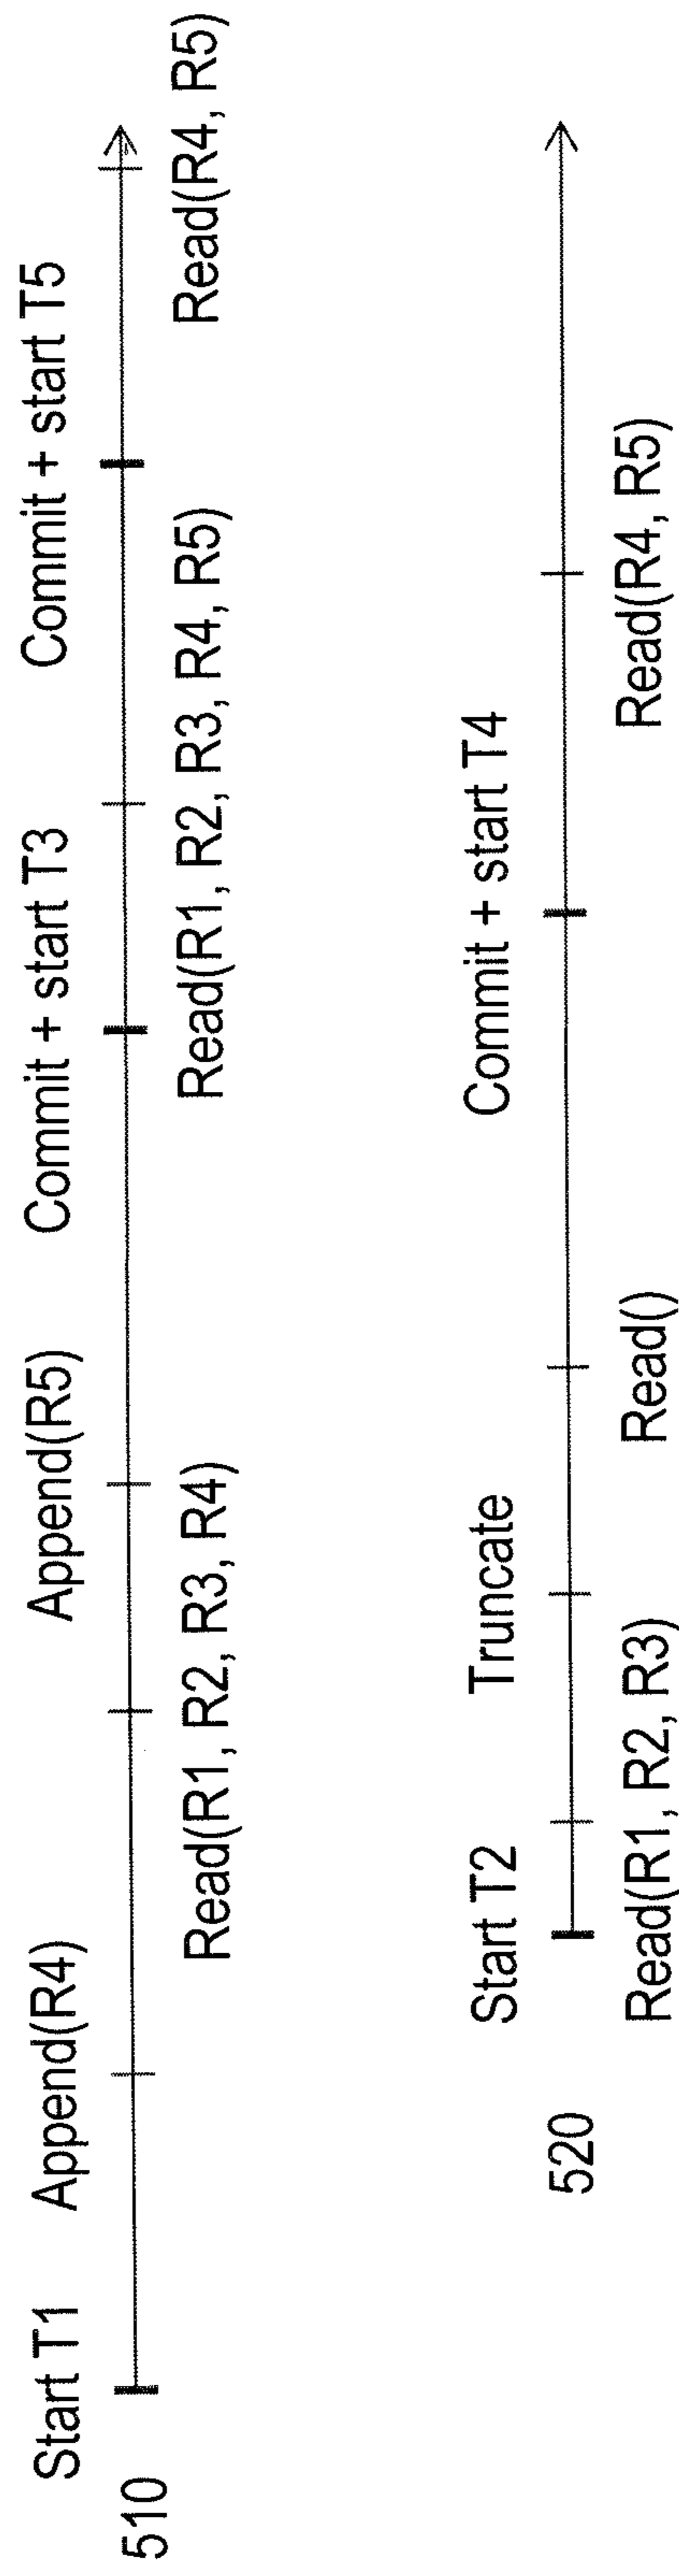 Start T1 Append(R4) Append(R5) Commit + start T3 Commit + start T5
510
Read(R1, R2, R3, R4) Read(R1, R2, R3, R4, R5) Read(R4, R5)
Start T2 Truncate Commit + start T4
520
Read(R1, R2, R3) Read() Read(R4, R5)